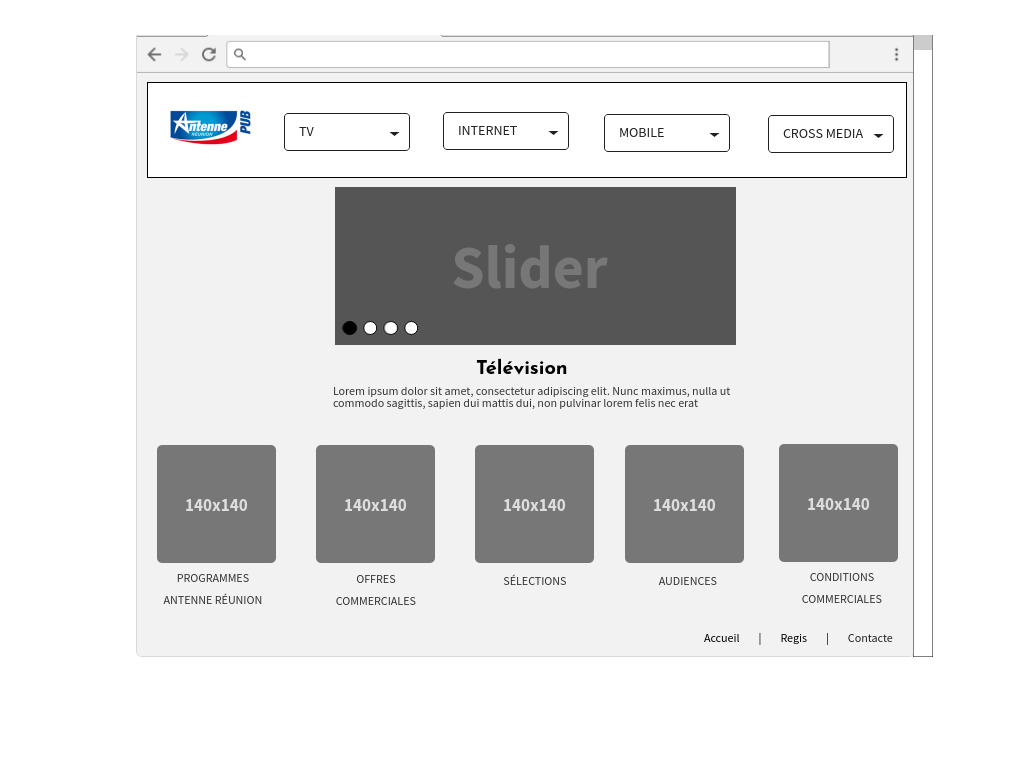 Antenne
RÉUNION
PUB
TV
INTERNET
MOBILE
CROSS MEDIA
Slider
Télévision
Lorem ipsum dolor sit amet, consectetur adipiscing elit. Nunc maximus, nulla ut
commodo sagittis, sapien dui mattis dui, non pulvinar lorem felis nec erat
140x140
140x140
140x140
140x140
140x140
PROGRAMMES
ANTENNE RÉUNION
OFFRES
COMMERCIALES
SÉLECTIONS
AUDIENCES
CONDITIONS
COMMERCIALES
Accueil | Regis | Contacte